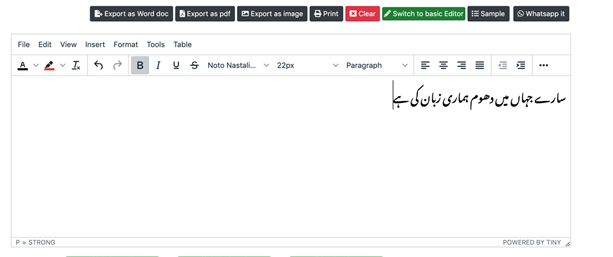 Export as Word doc Export as pdf Export as image Print Clear Switch to basic Editor Sample Whatsapp it
File Edit View Insert Format Tools Table
A B I U S Noto Nastali... 22px Paragraph
سارے جہاں میں دھوم ہماری زبان کی ہے
P » STRONG POWERED BY TINY